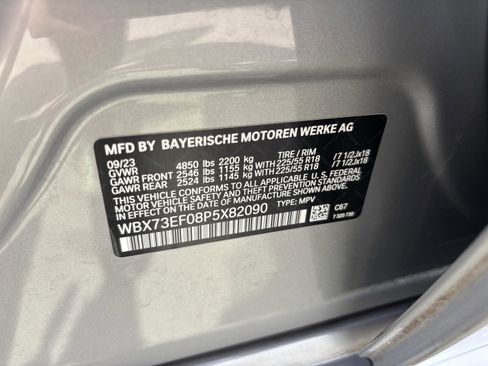 MFD BY BAYERISCHE MOTOREN WERKE AG
09/23 4850 lbs 2200 kg TIRE / RIM
GVWR
GAWR FRONT 2546 lbs 1155 kg 225/55 R18 /7 1/2Jx18
GAWR REAR 2524 lbs 1145 kg 225/55 R18 /7 1/2Jx18
THIS VEHICLE CONFORMS TO ALL APPLICABLE U.S. FEDERAL
MOTOR VEHICLE SAFETY, BUMPER, AND THEFT PREVENTION STANDARDS
IN EFFECT ON THE DATE OF MANUFACTURE SHOWN ABOVE.
WBX73EF08P5X82090 TYPE: MPV C67